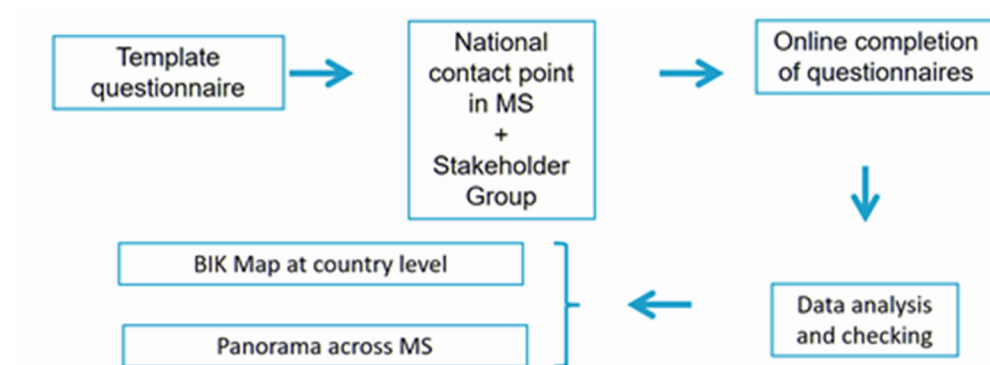 Template
questionnaire
National
contact point
in MS
+
Stakeholder
Group
Online completion
of questionnaires
Data analysis
and checking
BIK Map at country level
Panorama across MS